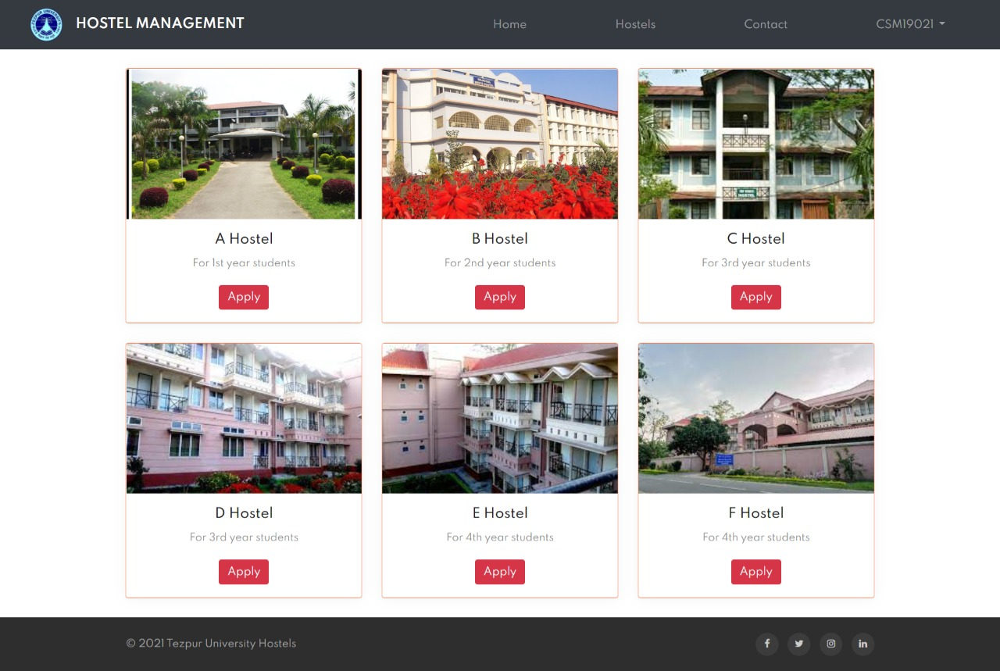 HOSTEL MANAGEMENT
Home
Hostels
Contact
CSM19021
A Hostel
For 1st year students
Apply
B Hostel
For 2nd year students
Apply
C Hostel
For 3rd year students
Apply
D Hostel
For 3rd year students
Apply
E Hostel
For 4th year students
Apply
F Hostel
For 4th year students
Apply
© 2021 Tezpur University Hostels